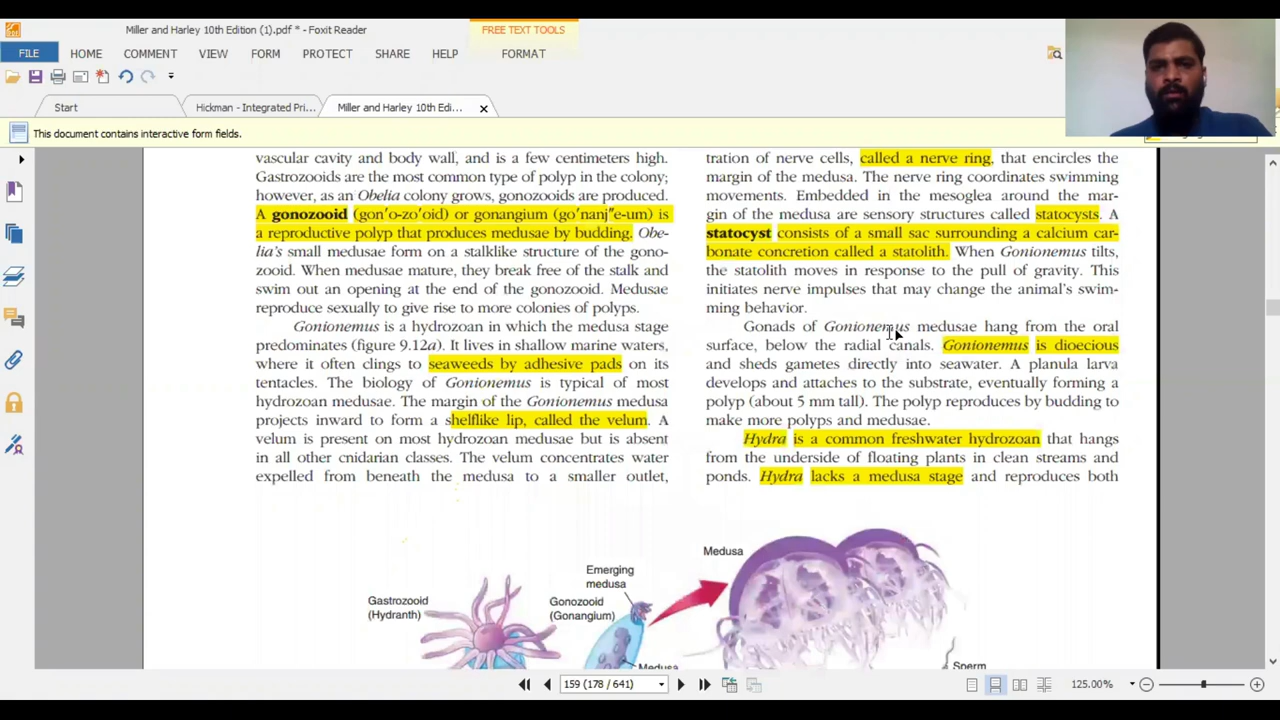 Miller and Harley 10th Edition (1).pdf * - Foxit Reader
FREE TEXT TOOLS
FILE HOME COMMENT VIEW FORM PROTECT SHARE HELP FORMAT
Start
Hickman - Integrated Pri...
Miller and Harley 10th Edi...
This document contains interactive form fields.
vascular cavity and body wall, and is a few centimeters high.
Gastrozooids are the most common type of polyp in the colony;
however, as an Obelia colony grows, gonozooids are produced.
A gonozooid (gon′o-zo′oid) or gonangium (go′nanj″e-um) is
a reproductive polyp that produces medusae by budding. Obe-
lia's small medusae form on a stalklike structure of the gono-
zooid. When medusae mature, they break free of the stalk and
swim out an opening at the end of the gonozooid. Medusae
reproduce sexually to give rise to more colonies of polyps.
Gonionemus is a hydrozoan in which the medusa stage
predominates (figure 9.12a). It lives in shallow marine waters,
where it often clings to seaweeds by adhesive pads on its
tentacles. The biology of Gonionemus is typical of most
hydrozoan medusae. The margin of the Gonionemus medusa
projects inward to form a shelflike lip, called the velum. A
velum is present on most hydrozoan medusae but is absent
in all other cnidarian classes. The velum concentrates water
expelled from beneath the medusa to a smaller outlet,
tration of nerve cells, called a nerve ring, that encircles the
margin of the medusa. The nerve ring coordinates swimming
movements. Embedded in the mesoglea around the mar-
gin of the medusa are sensory structures called statocysts. A
statocyst consists of a small sac surrounding a calcium car-
bonate concretion called a statolith. When Gonionemus tilts,
the statolith moves in response to the pull of gravity. This
initiates nerve impulses that may change the animal's swim-
ming behavior.
Gonads of Gonionemus medusae hang from the oral
surface, below the radial canals. Gonionemus is dioecious
and sheds gametes directly into seawater. A planula larva
develops and attaches to the substrate, eventually forming a
polyp (about 5 mm tall). The polyp reproduces by budding to
make more polyps and medusae.
Hydra is a common freshwater hydrozoan that hangs
from the underside of floating plants in clean streams and
ponds. Hydra lacks a medusa stage and reproduces both
Medusa
Emerging
medusa
Gastrozooid
(Hydranth)
Gonozooid
(Gonangium)
Medusa
Sperm
159 (178 / 641)
125.00%